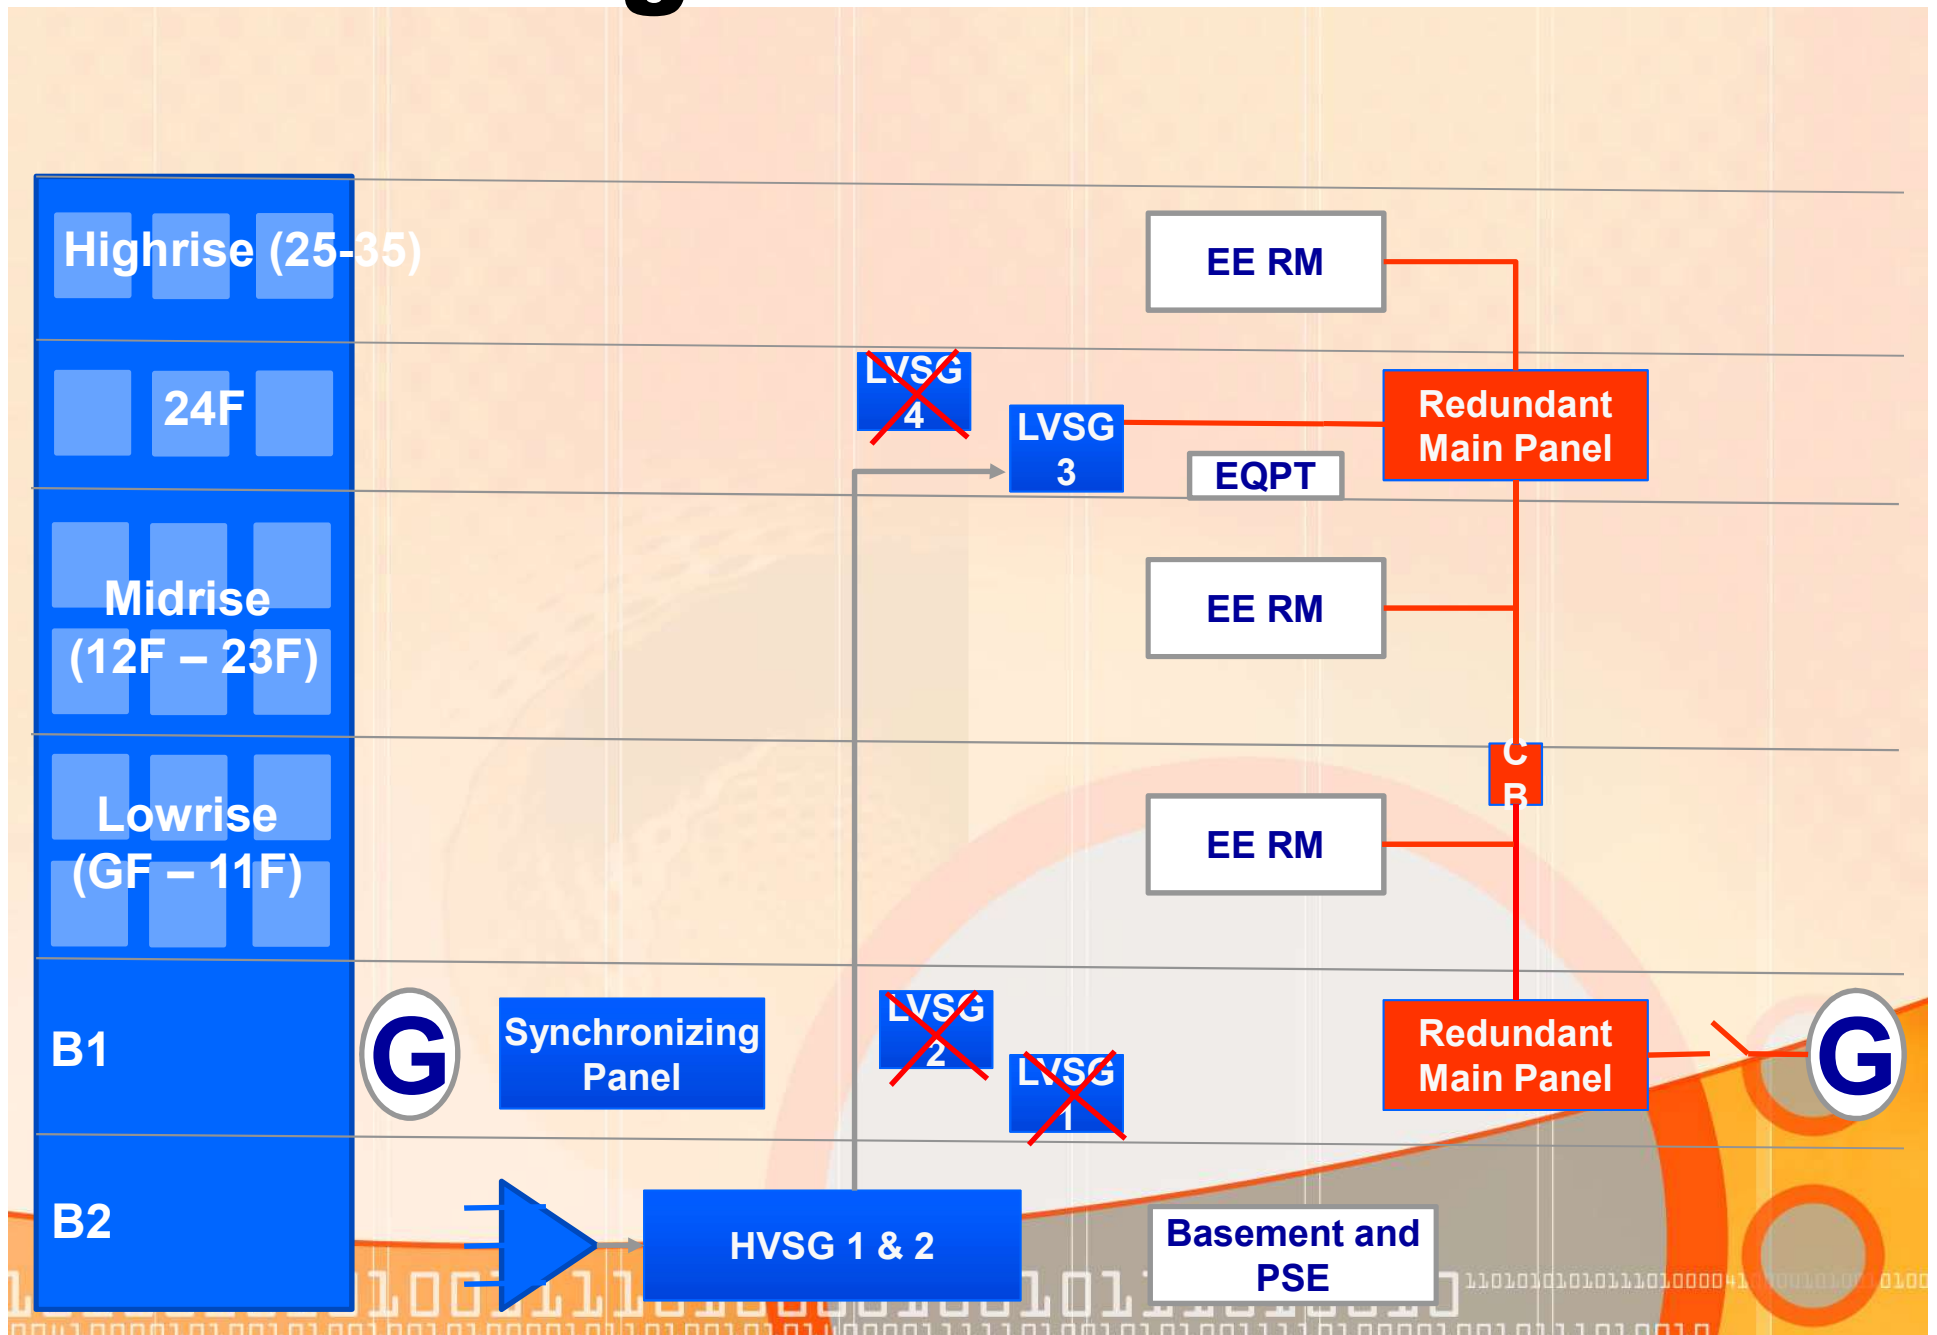 Highrise (25-35)
EE RM
24F
LVSG
4
LVSG
3
EQPT
Redundant
Main Panel
Midrise
(12F – 23F)
EE RM
C
B
Lowrise
(GF – 11F)
EE RM
B1
G
Synchronizing
Panel
LVSG
2
LVSG
1
Redundant
Main Panel
G
B2
HVSG 1 & 2
Basement and
PSE